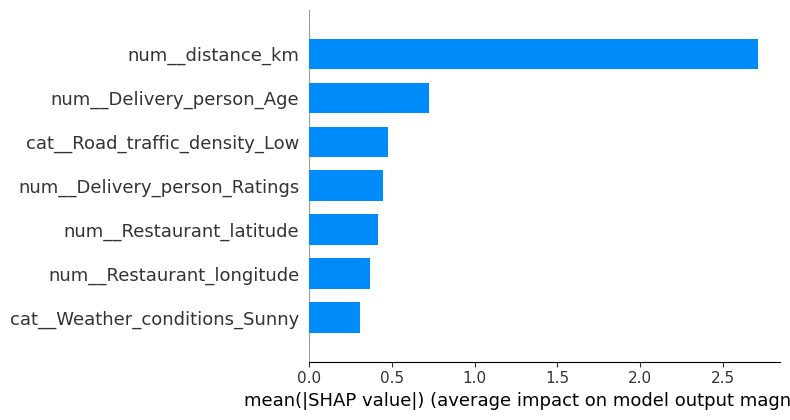 num__distance_km
num__Delivery_person_Age
cat__Road_traffic_density_Low
num__Delivery_person_Ratings
num__Restaurant_latitude
num__Restaurant_longitude
cat__Weather_conditions_Sunny
0.0 0.5 1.0 1.5 2.0 2.5
mean(|SHAP value|) (average impact on model output magn